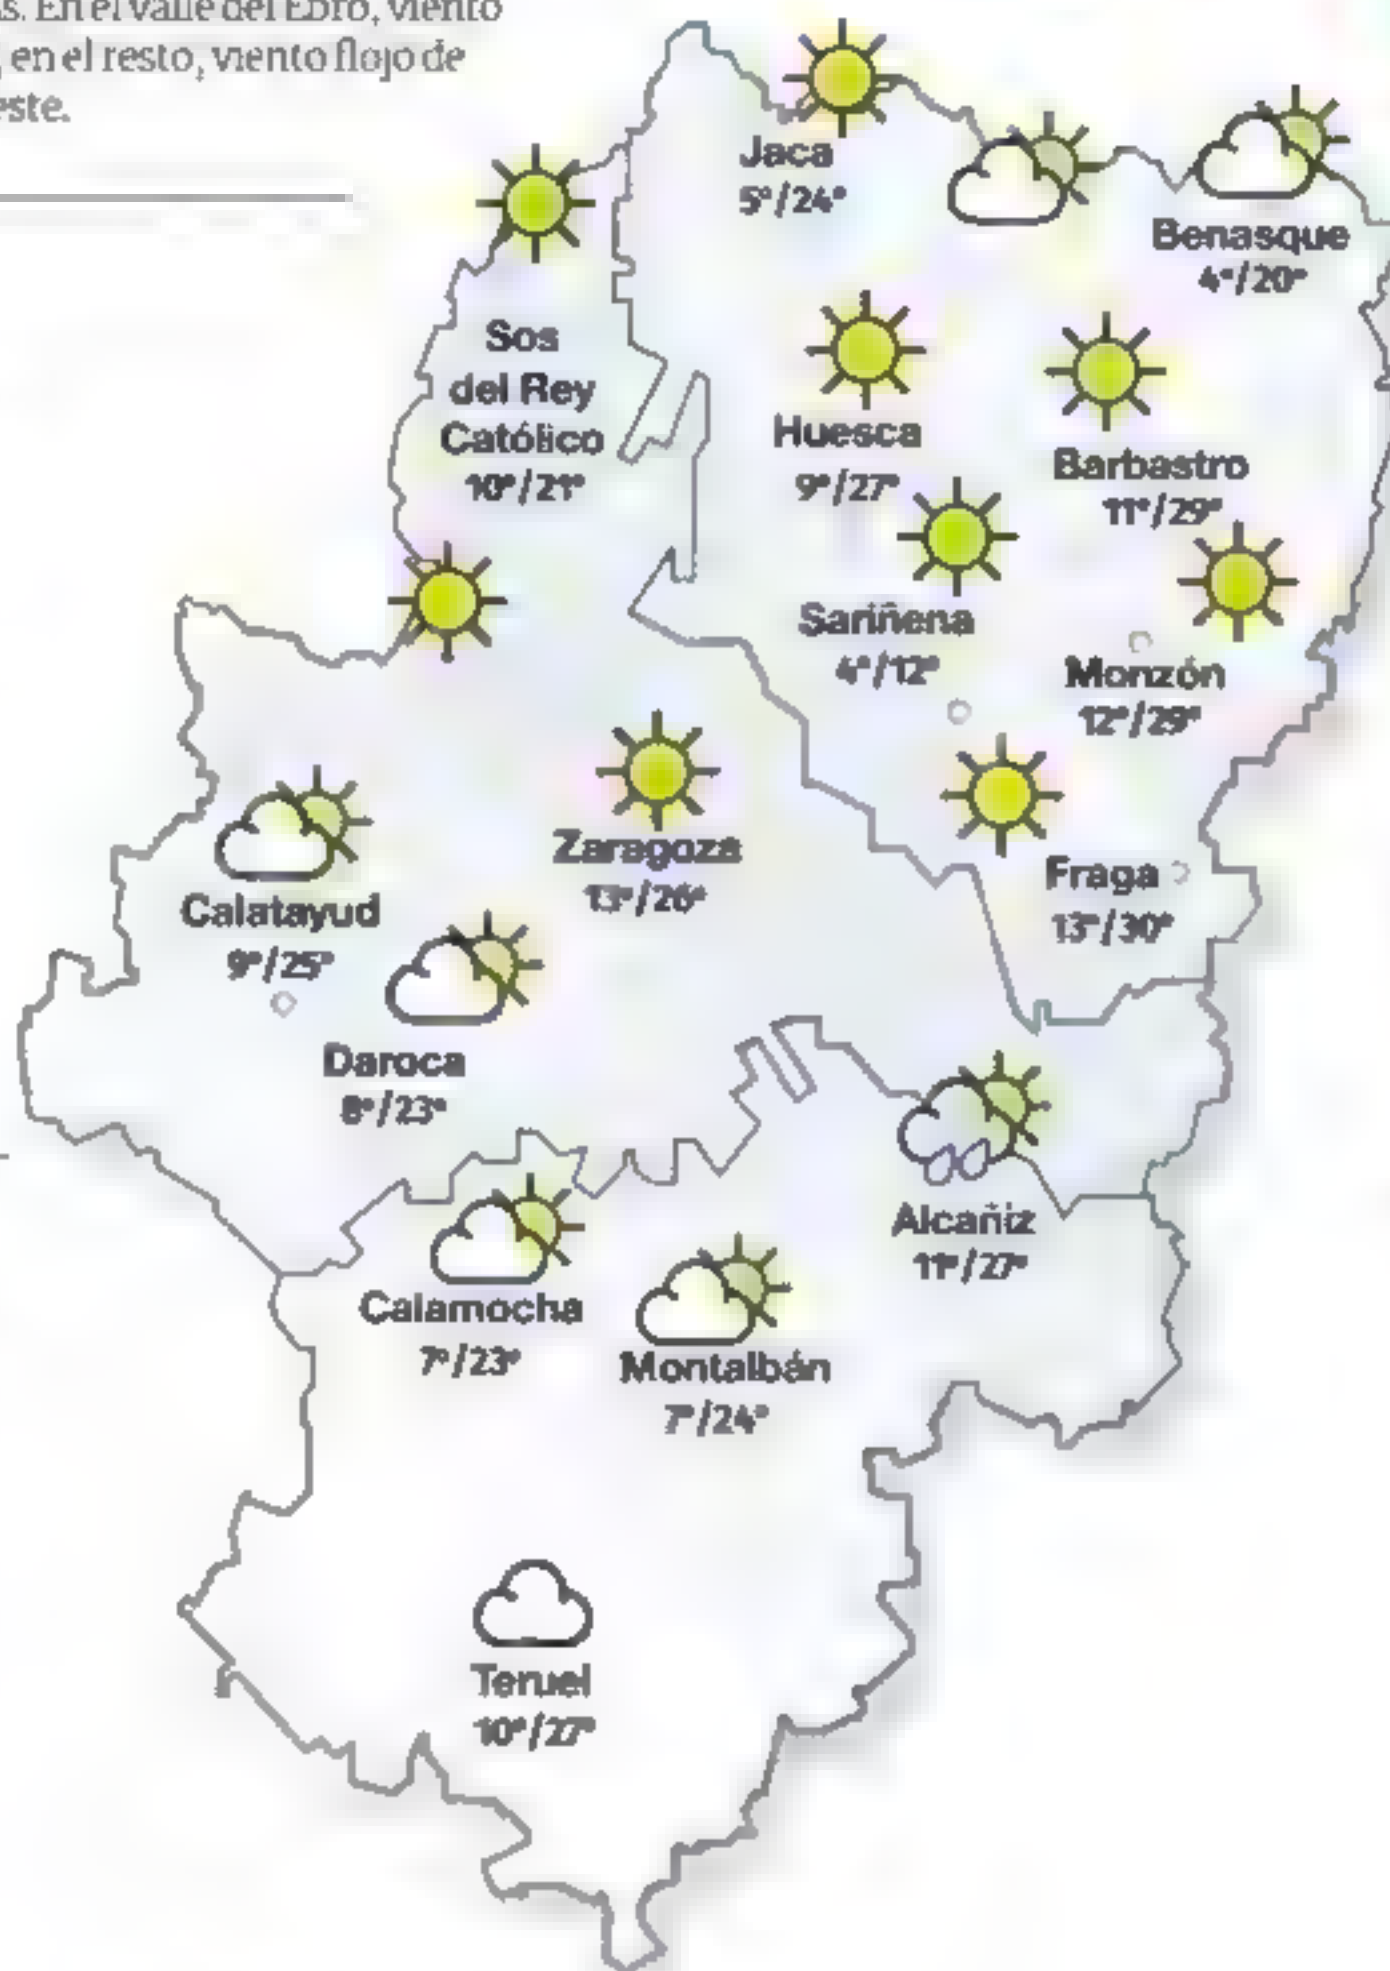 En el valle del Ebro, viento
, en el resto, viento flojo de
este.
Jaca
5°/24°
Benasque
4°/20°
Sos
del Rey
Católico
10°/21°
Huesca
9°/27°
Barbastro
11°/29°
Sariñena
4°/12°
Monzón
12°/29°
Zaragoza
13°/26°
Fraga
13°/30°
Calatayud
9°/25°
Daroca
8°/23°
Alcañiz
11°/27°
Calamocha
7°/23°
Montalbán
7°/24°
Teruel
10°/27°